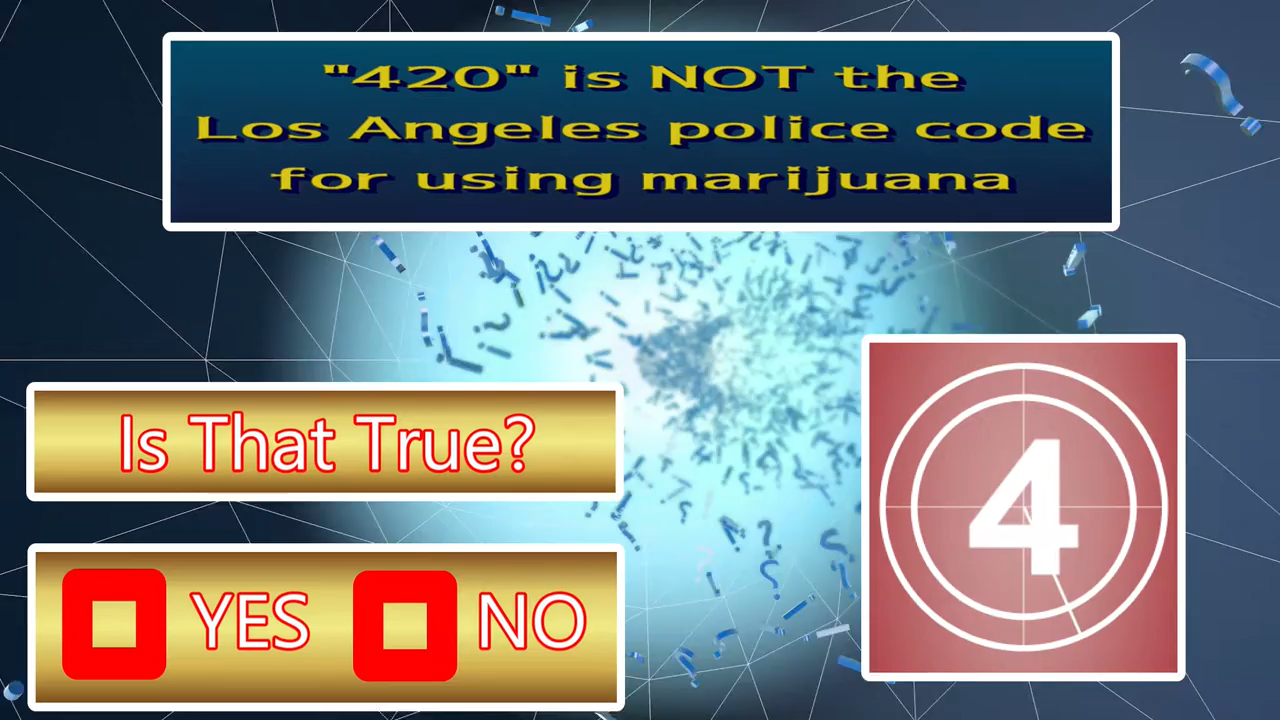 "420" is NOT the
Los Angeles police code
for using marijuana
Is That True?
YES NO
4